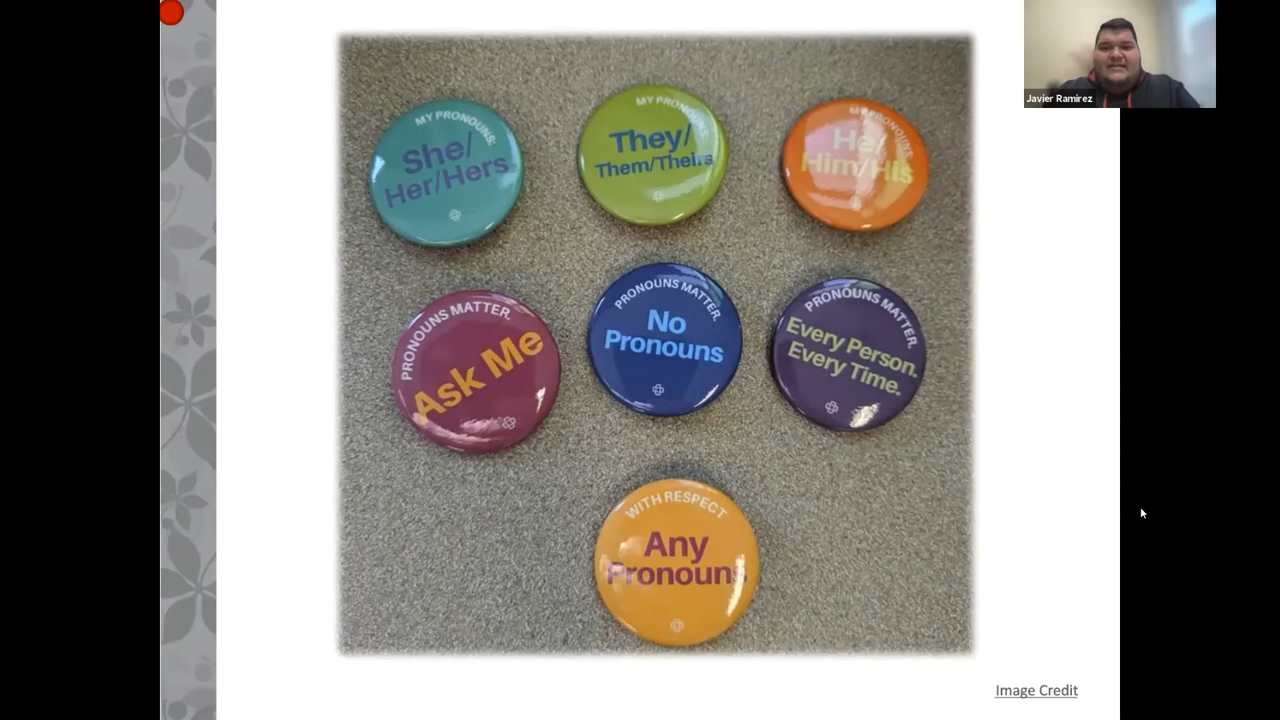 Javier Ramirez
MY PRONOUNS:
She/
Her/Hers
MY PRONOUNS:
They/
Them/Theirs
MY PRONOUNS:
He/
Him/His
PRONOUNS MATTER.
Ask Me
PRONOUNS MATTER.
No
Pronouns
PRONOUNS MATTER.
Every Person.
Every Time.
WITH RESPECT
Any
Pronouns
Image Credit